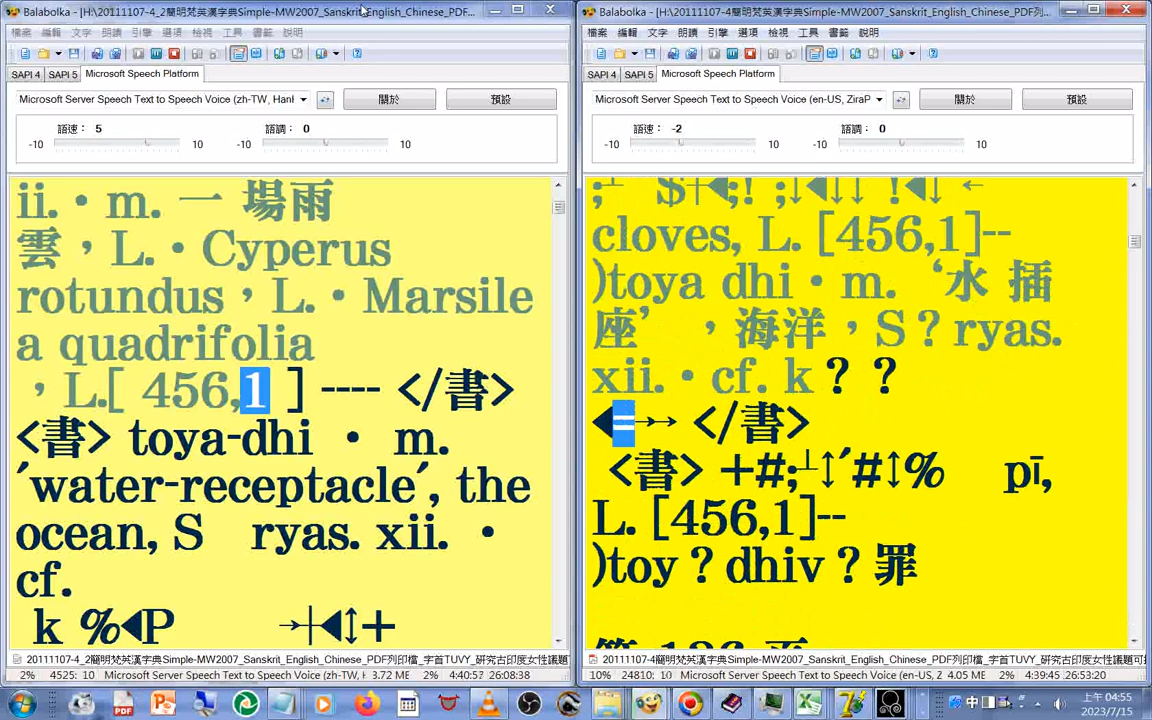 Balabolka - [H:\20111107-4_2簡明梵英漢字典Simple-MW2007_Sanskrit_English_Chinese_PDF...
檔案 編輯 文字 朗讀 引擎 選項 檢視 工具 書籤 說明
SAPI 4 SAPI 5 Microsoft Speech Platform
Microsoft Server Speech Text to Speech Voice (zh-TW, Hanl
關於 預設
語速: 5 語調: 0
-10 10 -10 10
ii. • m. 一 場雨
雲，L. • Cyperus
rotundus，L. • Marsile
a quadrifolia
，L.[ 456,1 ] ---- </書>
<書> toya-dhi • m.
´water-receptacle´, the
ocean, S ryas. xii. •
cf.
k %◀P →┼◀↕+
20111107-4_2簡明梵英漢字典Simple-MW2007_Sanskrit_English_Chinese_PDF列印檔_字首TUVY_研究古印度女性議題
2% 4525: 10 Microsoft Server Speech Text to Speech Voice (zh-TW, H 3.72 ME 2% 4:40:57 26:08:38
Balabolka - [H:\20111107-4簡明梵英漢字典Simple-MW2007_Sanskrit_English_Chinese_PDF列...
檔案 編輯 文字 朗讀 引擎 選項 檢視 工具 書籤 說明
SAPI 4 SAPI 5 Microsoft Speech Platform
Microsoft Server Speech Text to Speech Voice (en-US, ZiraP
關於 預設
語速: -2 語調: 0
-10 10 -10 10
cloves, L. [456,1]--
)toya dhi • m. ‘水 插
座’ ，海洋，S？ryas.
xii. • cf. k？？
◀=→→ </書>
<書> +#;┴↕´#↕% pī,
L. [456,1]--
)toy？dhiv？罪
20111107-4簡明梵英漢字典Simple-MW2007_Sanskrit_English_Chinese_PDF列印檔_研究古印度女性議題可
10% 24810: 10 Microsoft Server Speech Text to Speech Voice (en-US, Z 4.05 ME 2% 4:39:45 26:53:20
中
上午 04:55
2023/7/15